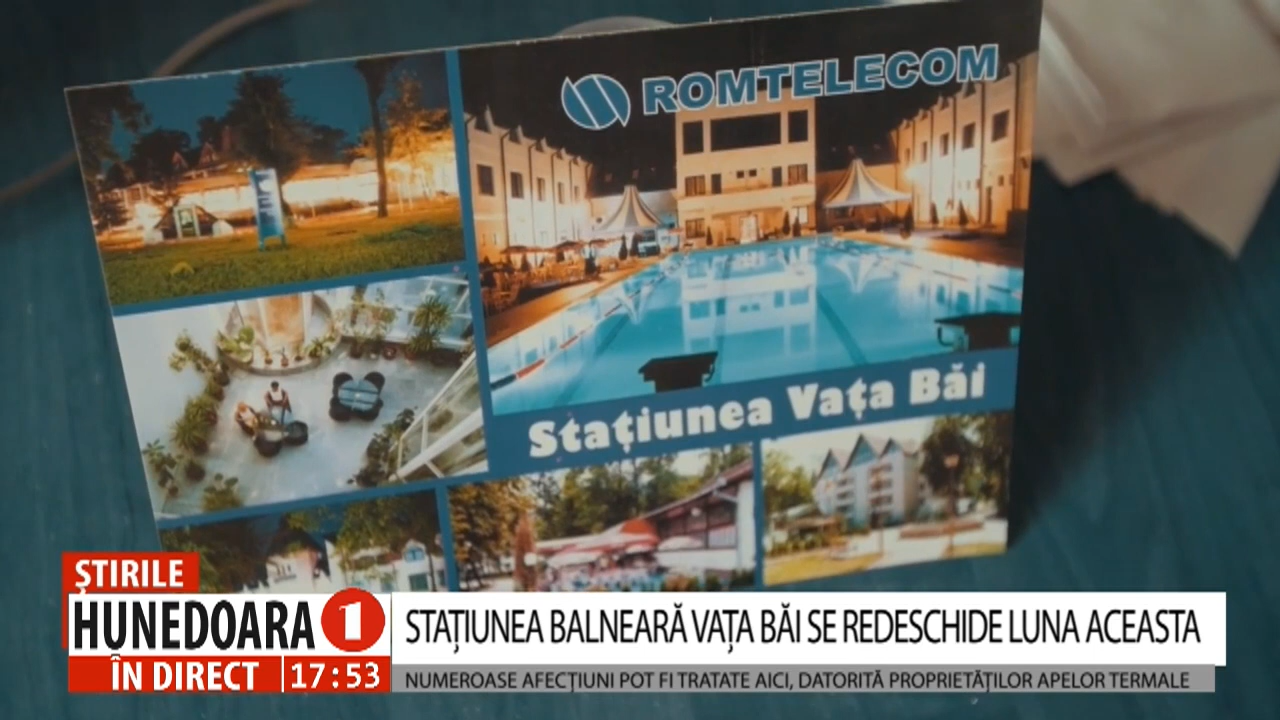 ROMTELECOM
Stațiunea Vața Băi
ȘTIRILE
HUNEDOARA 1
ÎN DIRECT 17:53
STAȚIUNEA BALNEARĂ VAȚA BĂI SE REDESCHIDE LUNA ACEASTA
NUMEROASE AFECȚIUNI POT FI TRATATE AICI, DATORITĂ PROPRIETĂȚILOR APELOR TERMALE